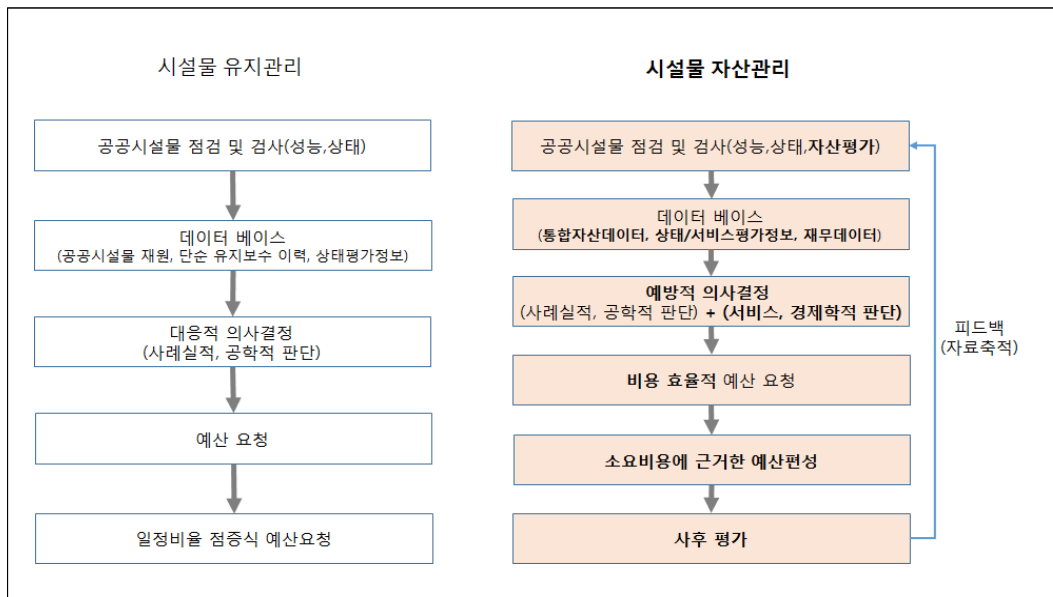 시설물 유지관리
공공시설물 점검 및 검사(성능,상태)
데이터 베이스
(공공시설물 재원, 단순 유지보수 이력, 상태평가정보)
대응적 의사결정
(사례실적, 공학적 판단)
예산 요청
일정비율 점증식 예산요청
시설물 자산관리
공공시설물 점검 및 검사(성능,상태,자산평가)
데이터 베이스
(통합자산데이터, 상태/서비스평가정보, 재무데이터)
예방적 의사결정
(사례실적, 공학적 판단) + (서비스, 경제학적 판단)
비용 효율적 예산 요청
소요비용에 근거한 예산편성
사후 평가
피드백
(자료축적)